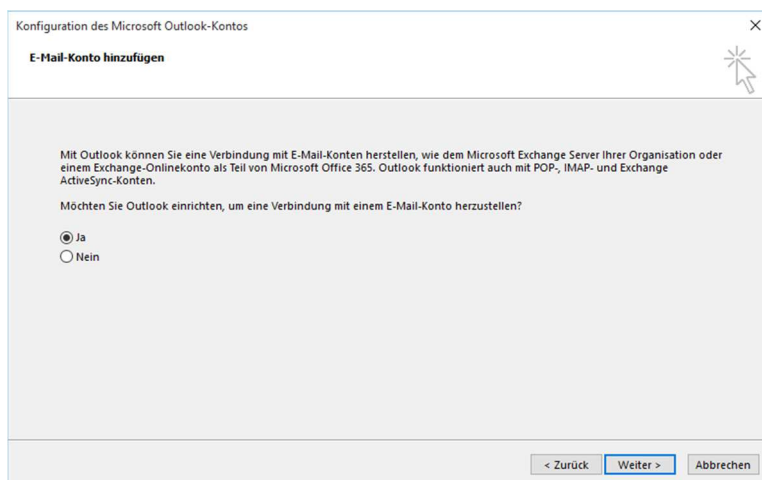 Konfiguration des Microsoft Outlook-Kontos
E-Mail-Konto hinzufügen
Mit Outlook können Sie eine Verbindung mit E-Mail-Konten herstellen, wie dem Microsoft Exchange Server Ihrer Organisation oder
einem Exchange-Onlinekonto als Teil von Microsoft Office 365. Outlook funktioniert auch mit POP-, IMAP- und Exchange
ActiveSync-Konten.
Möchten Sie Outlook einrichten, um eine Verbindung mit einem E-Mail-Konto herzustellen?
Ja
Nein
< Zurück Weiter > Abbrechen